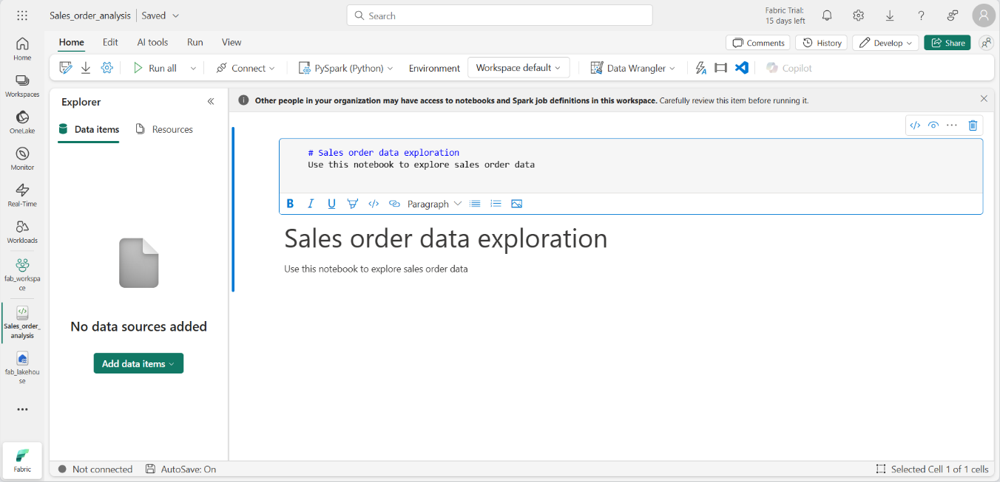 Sales_order_analysis
Saved
Search
Fabric Trial:
15 days left
Home
Edit
AI tools
Run
View
Comments
History
Develop
Share
Run all
Connect
PySpark (Python)
Environment
Workspace default
Data Wrangler
Copilot
Home
Workspaces
OneLake
Monitor
Real-Time
Workloads
fab_workspa
ce
Sales_order_
analysis
fab_lakehou
se
Fabric
Explorer
Data items
Resources
No data sources added
Add data items
Other people in your organization may have access to notebooks and Spark job definitions in this workspace. Carefully review this item before running it.
# Sales order data exploration
Use this notebook to explore sales order data
B I U </> Paragraph
Sales order data exploration
Use this notebook to explore sales order data
Not connected
AutoSave: On
Selected Cell 1 of 1 cells